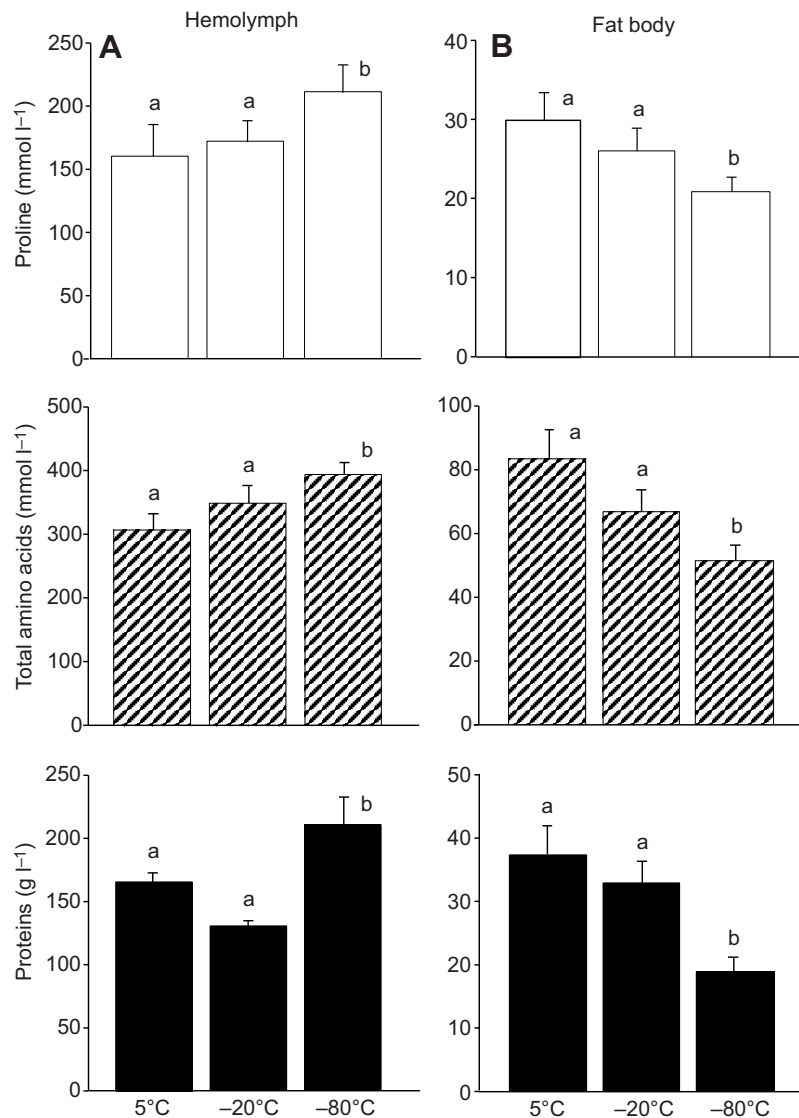 Hemolymph
Fat body
A
B
Proline (mmol l–1)
250
200
150
100
50
0
a
a
b
40
30
20
10
0
a
a
b
Total amino acids (mmol l–1)
500
400
300
200
100
0
a
a
b
100
80
60
40
20
0
a
a
b
Proteins (g l–1)
250
200
150
100
50
0
a
a
b
50
40
30
20
10
0
a
a
b
5°C –20°C –80°C
5°C –20°C –80°C